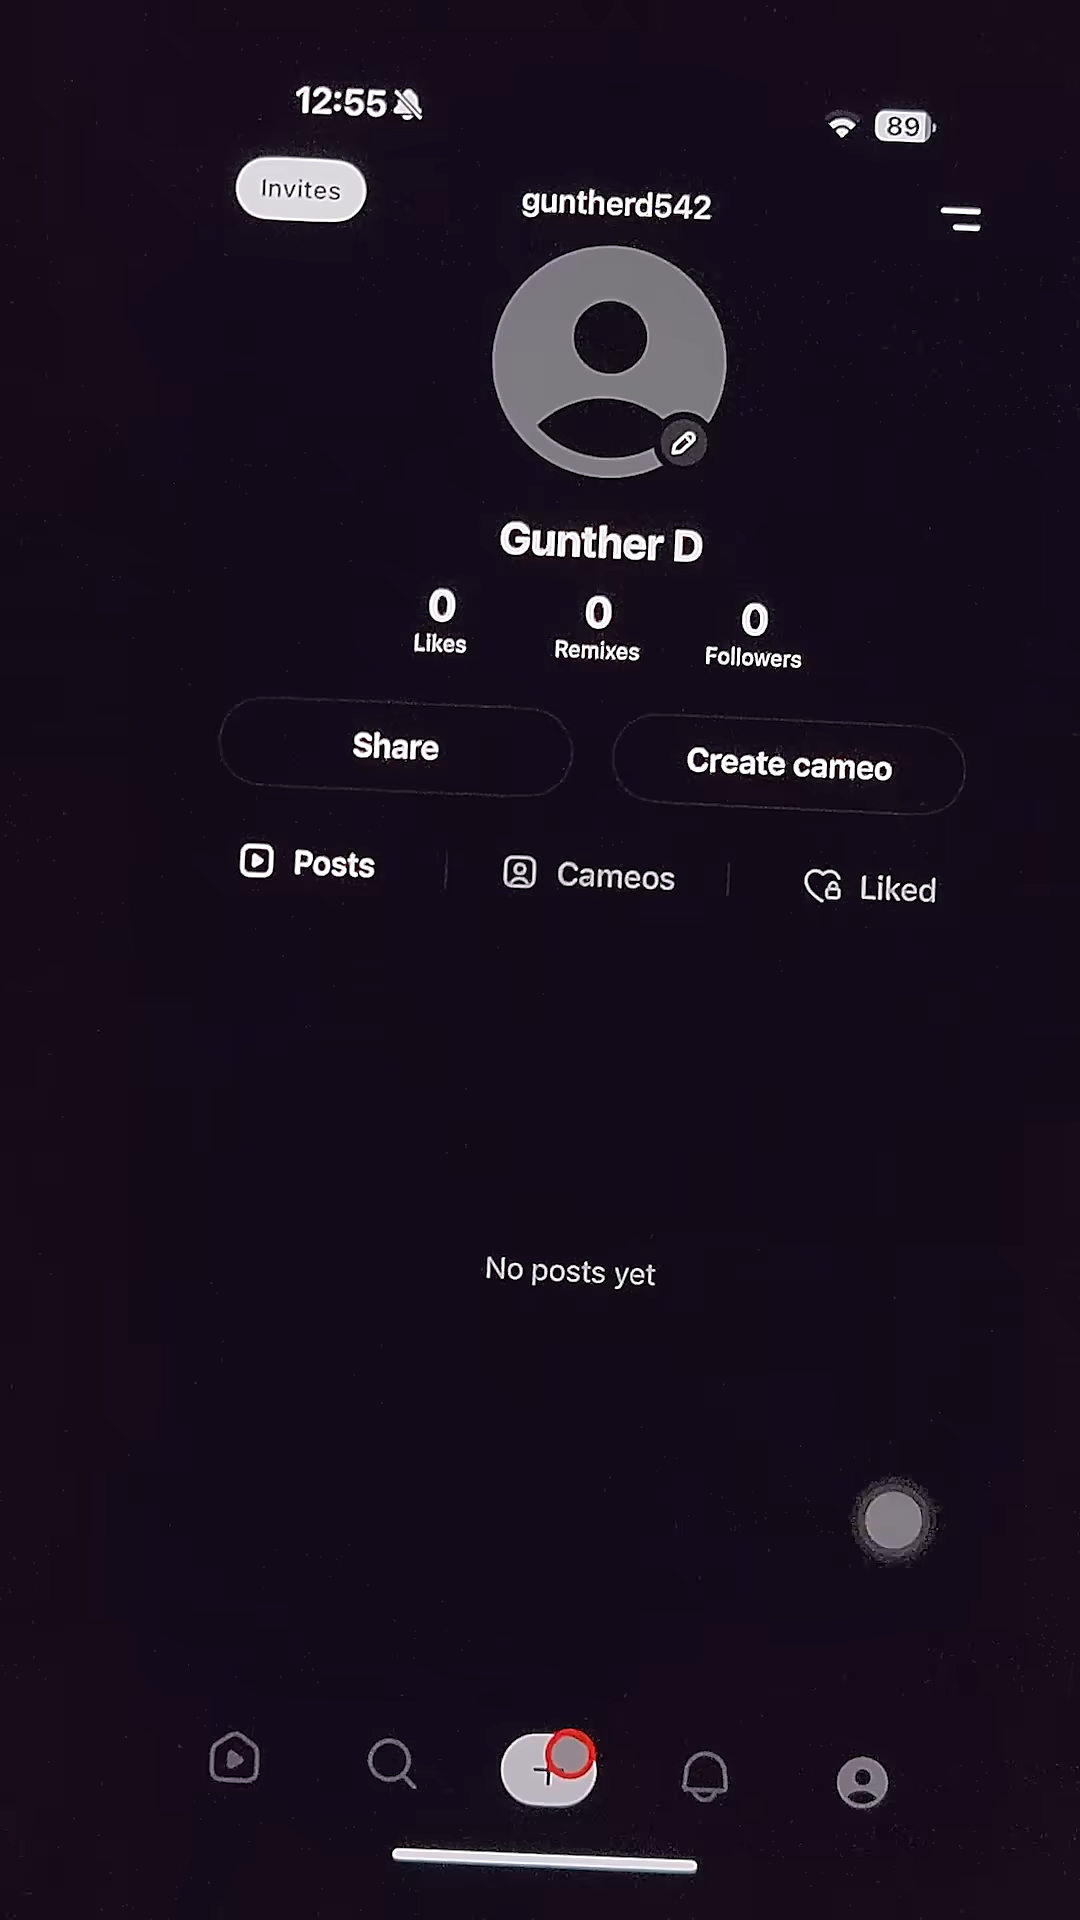 12:55
89
Invites
guntherd542
Gunther D
0 0 0
Likes Remixes Followers
Share Create cameo
Posts Cameos Liked
No posts yet